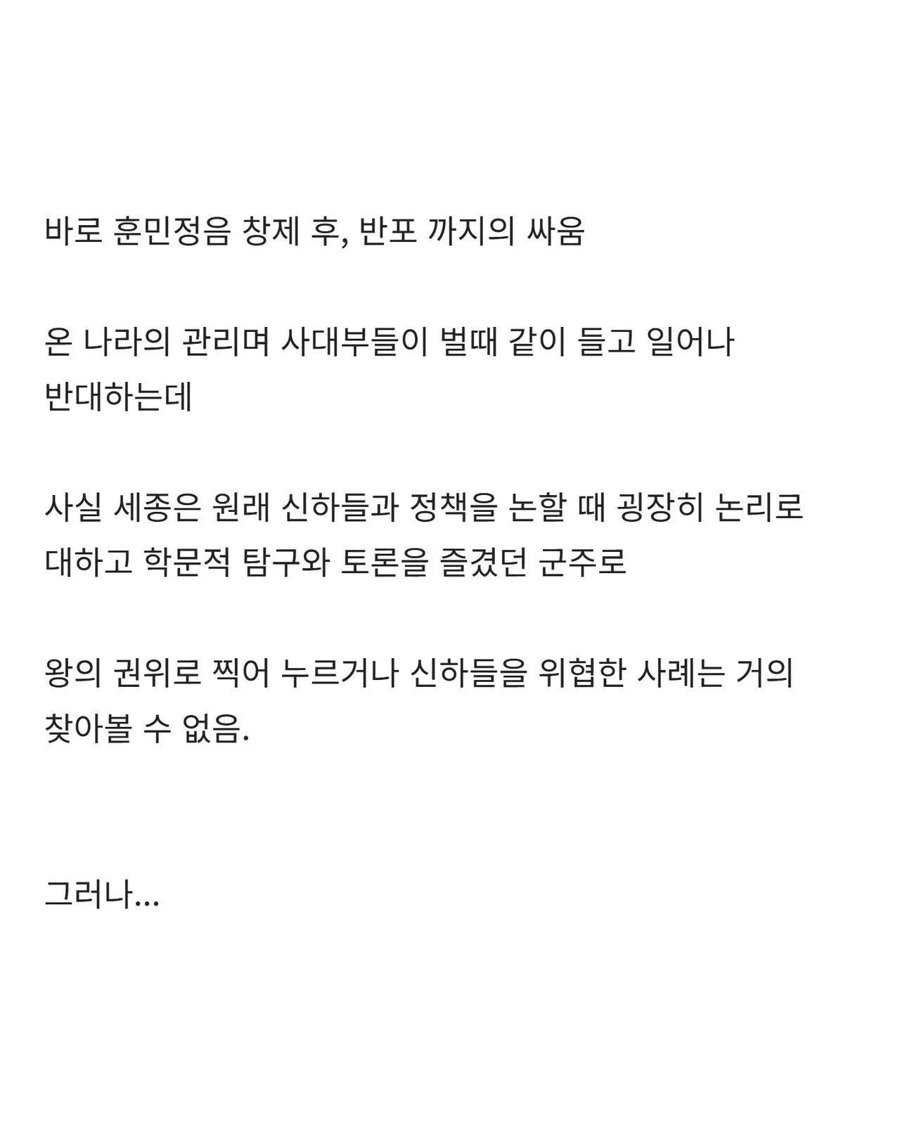 바로 훈민정음 창제 후, 반포 까지의 싸움
온 나라의 관리며 사대부들이 벌때 같이 들고 일어나
반대하는데
사실 세종은 원래 신하들과 정책을 논할 때 굉장히 논리로
대하고 학문적 탐구와 토론을 즐겼던 군주로
왕의 권위로 찍어 누르거나 신하들을 위협한 사례는 거의
찾아볼 수 없음.
그러나...